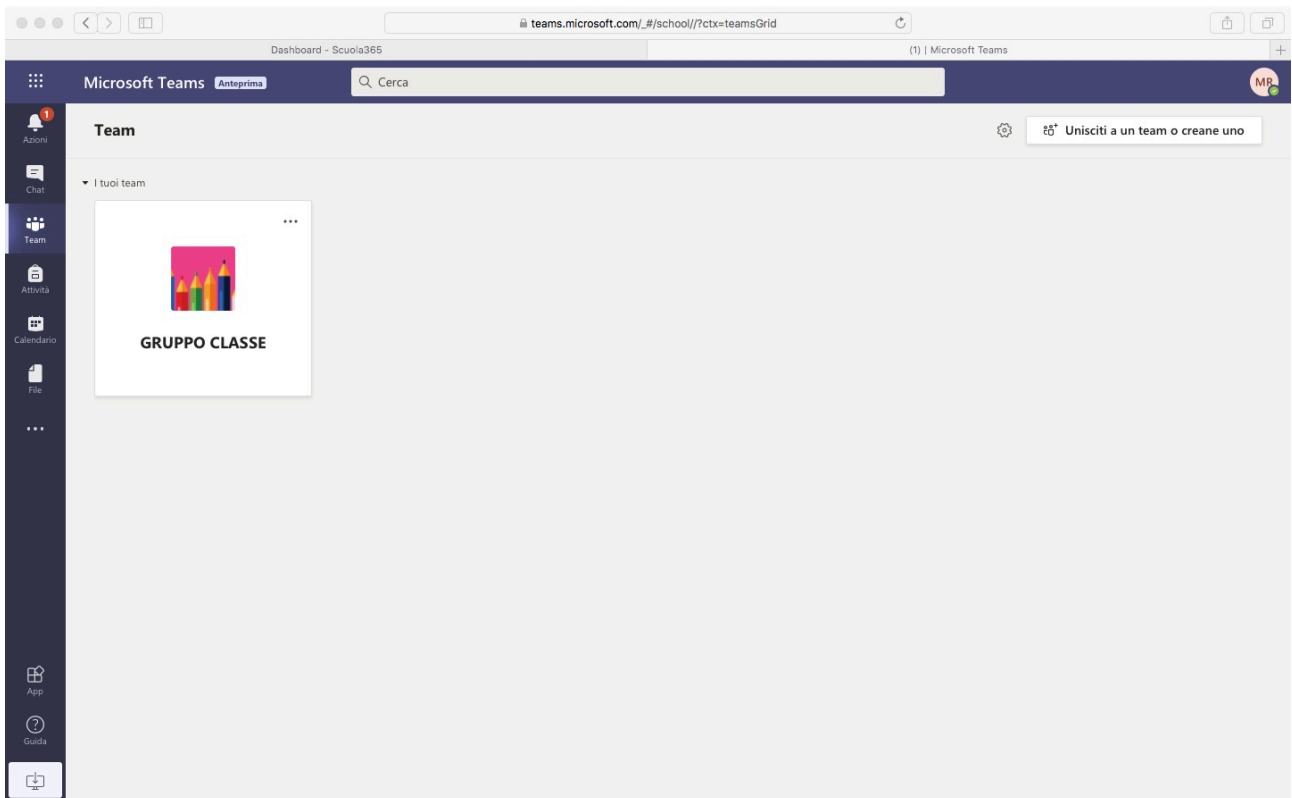 teams.microsoft.com/_#/school//?ctx=teamsGrid
Dashboard - Scuola365
(1) | Microsoft Teams
Microsoft Teams Anteprima
Cerca
MR
1
Azioni
Team
Unisciti a un team o creane uno
Chat
I tuoi team
Team
Attività
GRUPPO CLASSE
Calendario
File
App
Guida